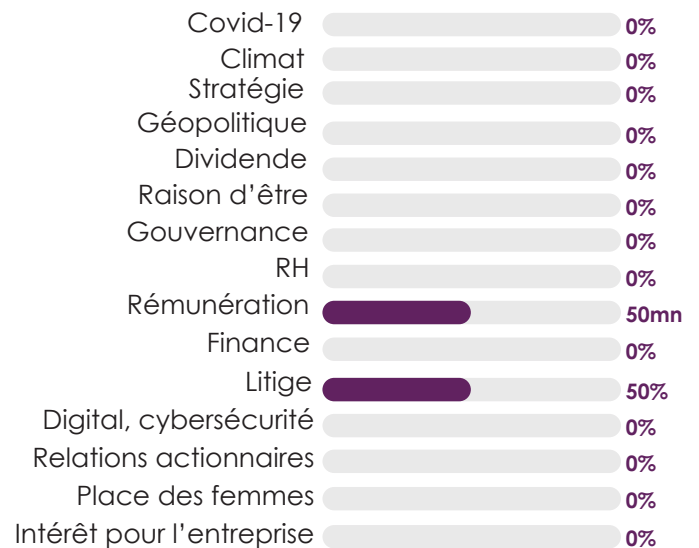 Covid-19 0%
Climat 0%
Stratégie 0%
Géopolitique 0%
Dividende 0%
Raison d’être 0%
Gouvernance 0%
RH 0%
Rémunération 50mn
Finance 0%
Litige 50%
Digital, cybersécurité 0%
Relations actionnaires 0%
Place des femmes 0%
Intérêt pour l’entreprise 0%